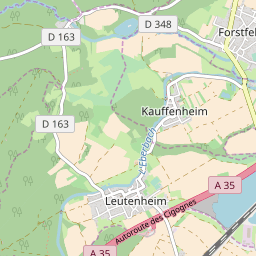 D 348
D 163
Forstfel
Kauffenheim
D 163
L'Eberbach
A 35
Leutenheim
Autoroute des Cigognes
A 35